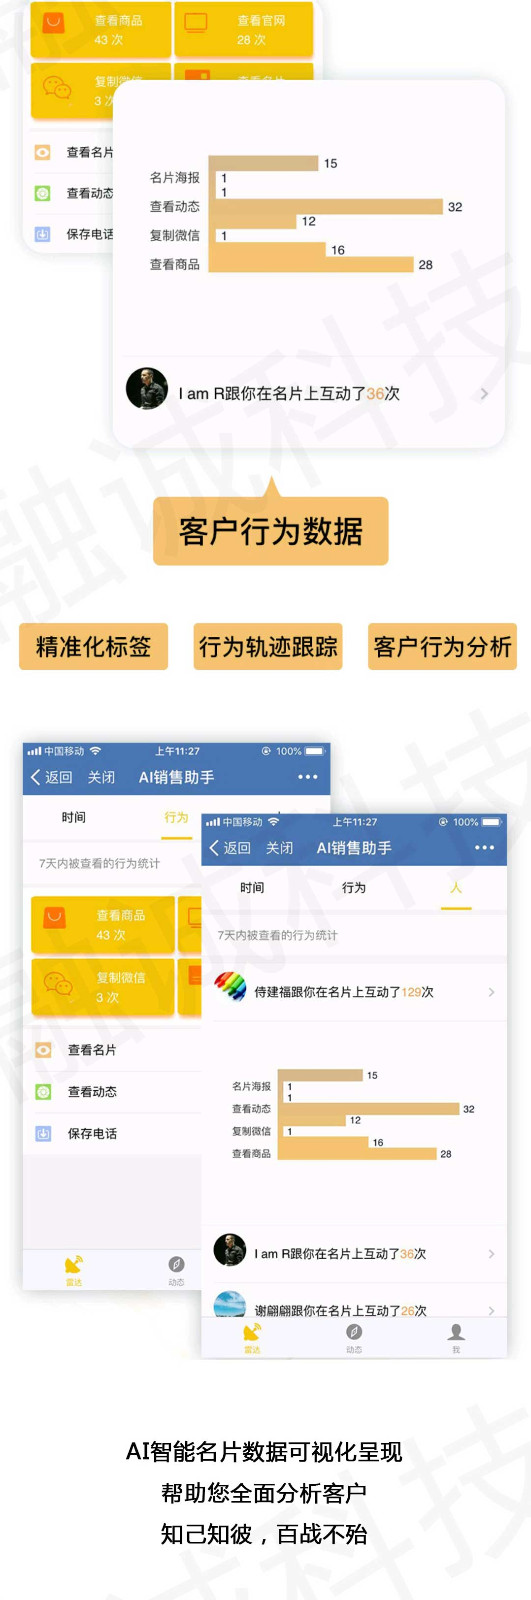 查看商品
43 次
查看官网
28 次
复制微信
3 次
查看名片
查看名片
查看动态
保存电话
15
名片海报
1
1
查看动态
32
12
复制微信
1
16
查看商品
28
I am R跟你在名片上互动了36次
客户行为数据
精准化标签
行为轨迹跟踪
客户行为分析
中国移动
上午11:27
100%
返回
关闭
AI销售助手
时间
行为
7天内被查看的行为统计
查看商品
43 次
复制微信
3 次
查看名片
查看动态
保存电话
雷达
动态
中国移动
上午11:27
100%
返回
关闭
AI销售助手
时间
行为
人
7天内被查看的行为统计
侍建福跟你在名片上互动了129次
15
名片海报
1
1
查看动态
32
12
复制微信
1
16
查看商品
28
I am R跟你在名片上互动了36次
谢翩翩跟你在名片上互动了26次
雷达
动态
我
AI智能名片数据可视化呈现
帮助您全面分析客户
知己知彼，百战不殆
融诚科技